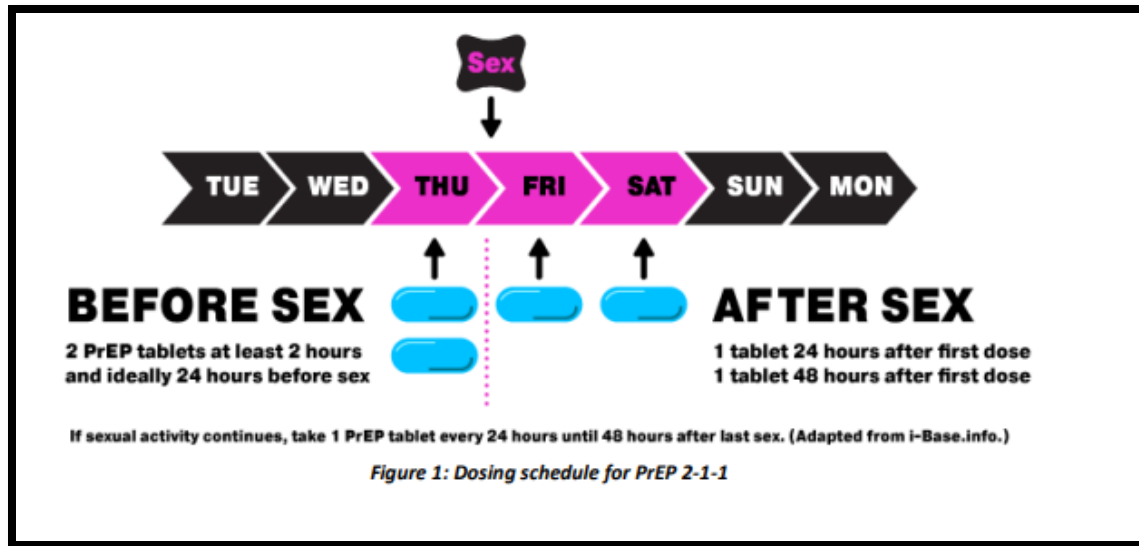 Sex
TUE WED THU FRI SAT SUN MON
BEFORE SEX
2 PrEP tablets at least 2 hours
and ideally 24 hours before sex
AFTER SEX
1 tablet 24 hours after first dose
1 tablet 48 hours after first dose
If sexual activity continues, take 1 PrEP tablet every 24 hours until 48 hours after last sex. (Adapted from i-Base.info.)
Figure 1: Dosing schedule for PrEP 2-1-1